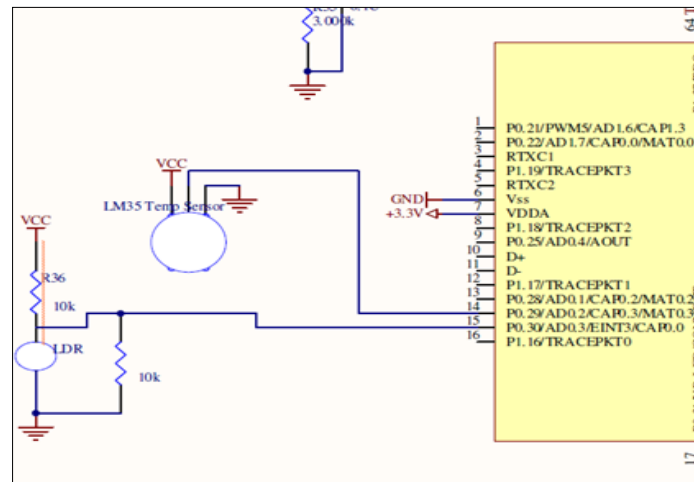 3.000k
64
1
P0.21/PWM5/AD1.6/CAP1.3
2
P0.22/AD1.7/CAP0.0/MAT0.0
3
RTXC1
4
P1.19/TRACEPKT3
5
RTXC2
GND
6
Vss
+3.3V
7
VDDA
8
P1.18/TRACEPKT2
9
P0.25/AD0.4/AOUT
10
D+
11
D-
12
P1.17/TRACEPKT1
13
P0.28/AD0.1/CAP0.2/MAT0.2
14
P0.29/AD0.2/CAP0.3/MAT0.3
15
P0.30/AD0.3/EINT3/CAP0.0
16
P1.16/TRACEPKT0
VCC
LM35 Temp Sensor
VCC
R36
10k
LDR
10k
17